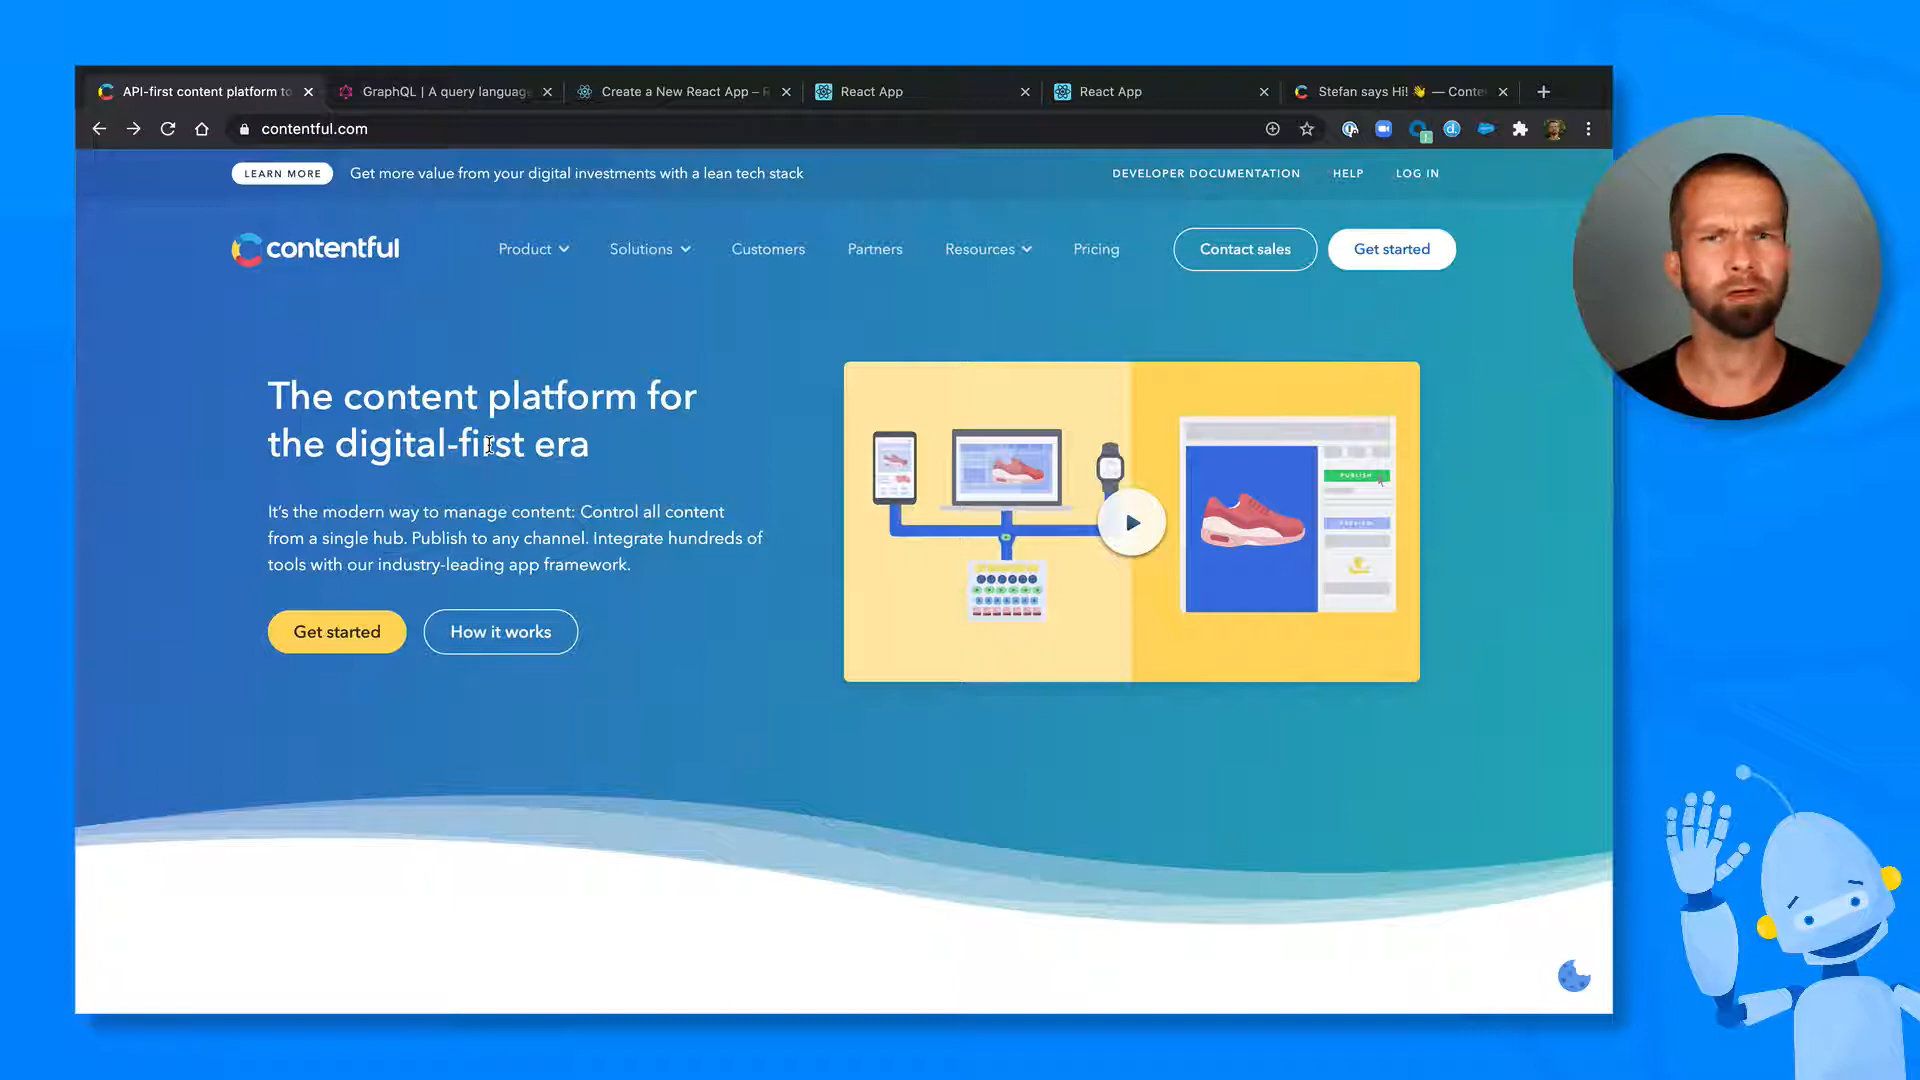 API-first content platform to
GraphQL | A query language
Create a New React App – R
React App
React App
Stefan says Hi! 👋 — Conte
contentful.com
LEARN MORE
Get more value from your digital investments with a lean tech stack
DEVELOPER DOCUMENTATION
HELP
LOG IN
contentful
Product
Solutions
Customers
Partners
Resources
Pricing
Contact sales
Get started
The content platform for
the digital-first era
It's the modern way to manage content: Control all content
from a single hub. Publish to any channel. Integrate hundreds of
tools with our industry-leading app framework.
Get started
How it works
PUBLISH
PREVIEW